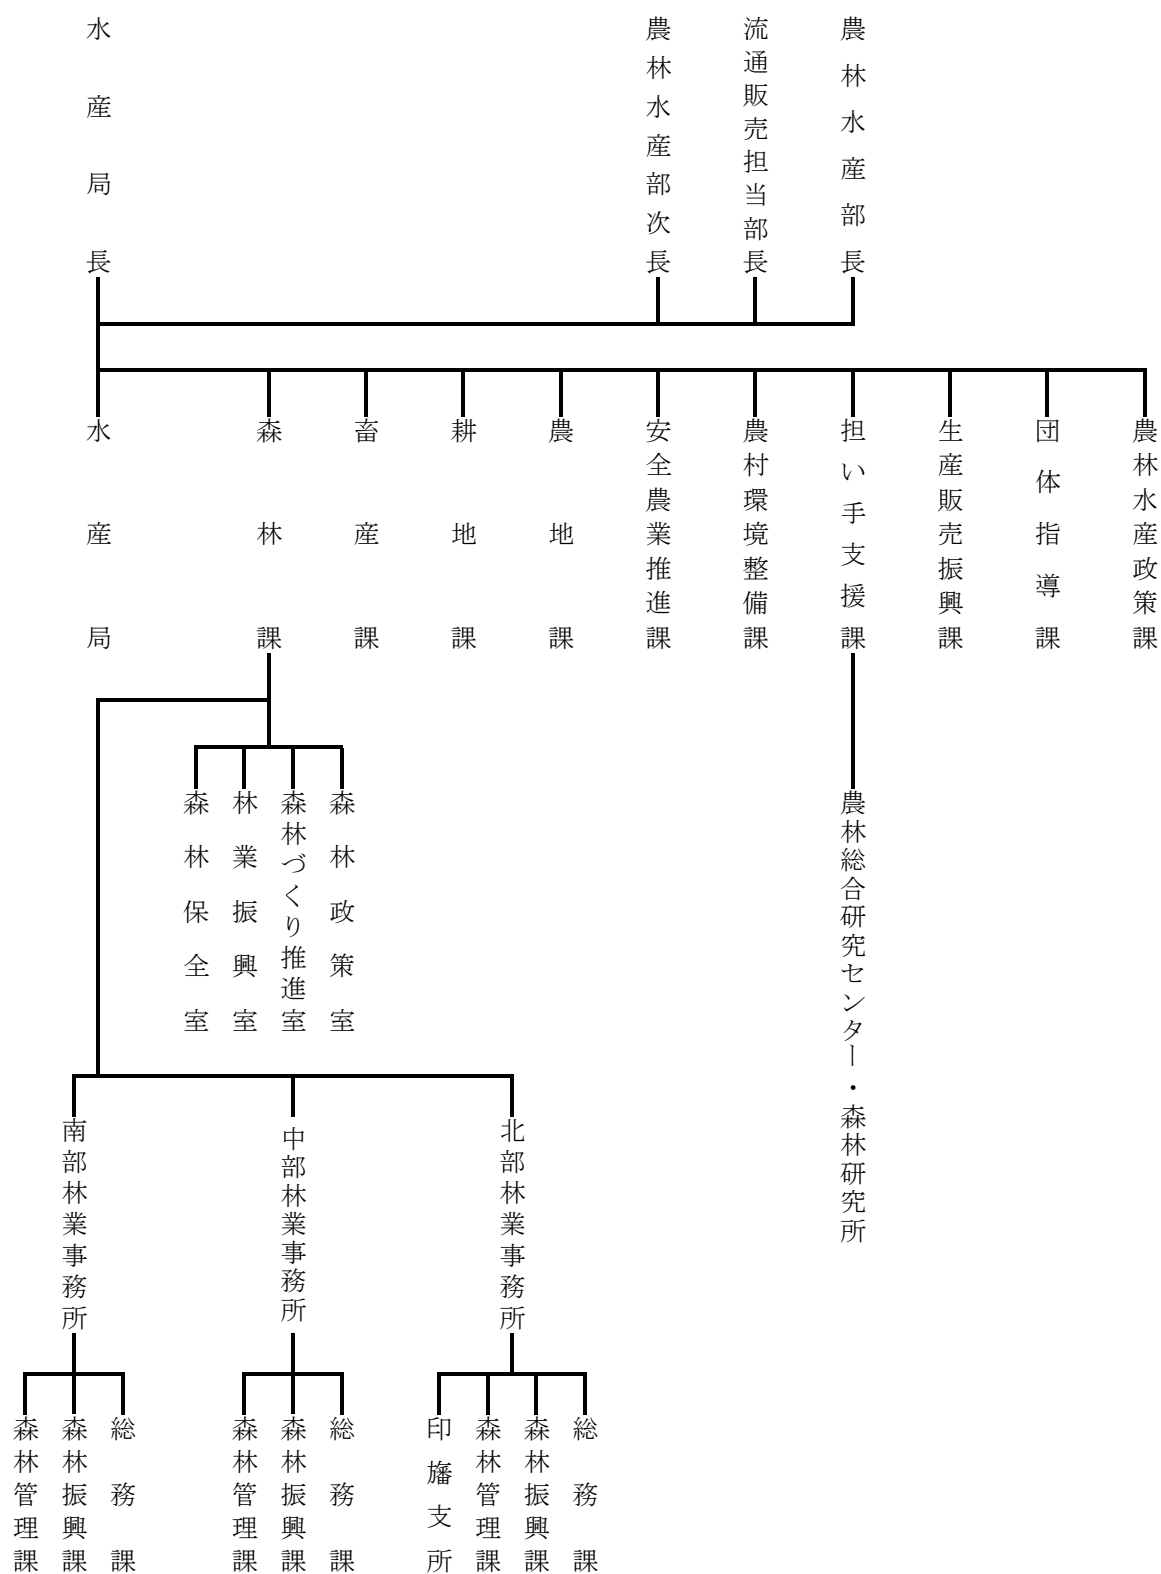 農林水産部長
流通販売担当部長
農林水産部次長
水産局長
農林水産政策課
団体指導課
生産販売振興課
担い手支援課
農村環境整備課
安全農業推進課
農地課
耕地課
畜産課
森林課
水産局
農林総合研究センター・森林研究所
森林政策室
森林づくり推進室
林業振興室
森林保全室
北部林業事務所
中部林業事務所
南部林業事務所
総務課
森林振興課
森林管理課
印旛支所
総務課
森林振興課
森林管理課
総務課
森林振興課
森林管理課